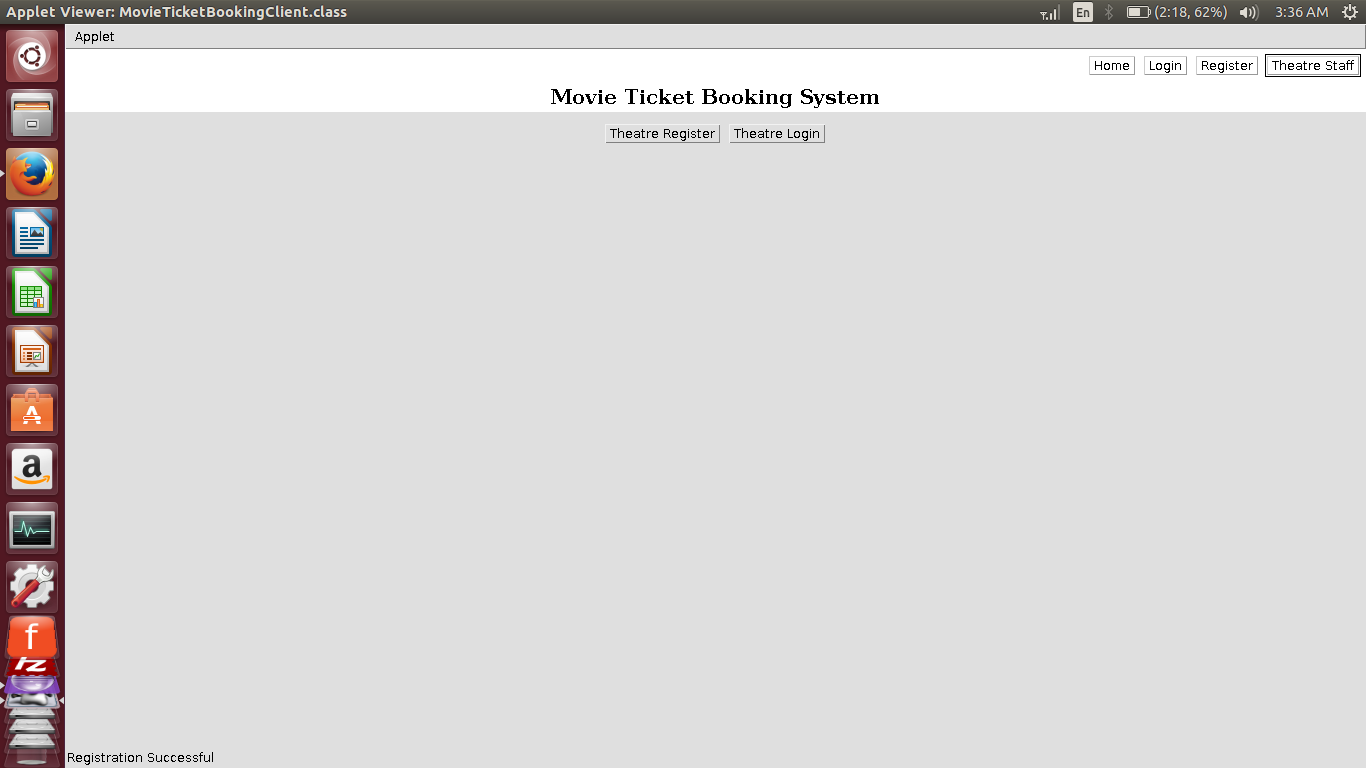 Applet Viewer: MovieTicketBookingClient.class
En
(2:18, 62%)
3:36 AM
Applet
Home Login Register Theatre Staff
Movie Ticket Booking System
Theatre Register Theatre Login
A
a
f
Registration Successful